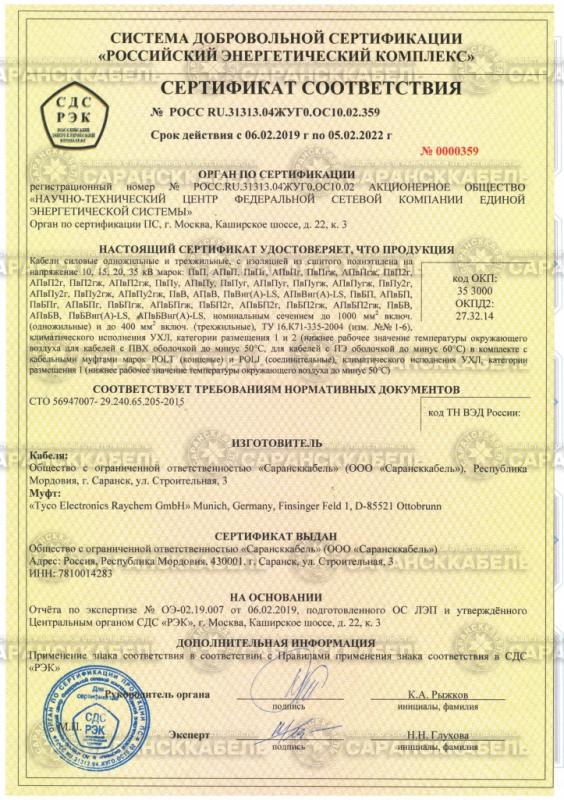 СИСТЕМА ДОБРОВОЛЬНОЙ СЕРТИФИКАЦИИ
«РОССИЙСКИЙ ЭНЕРГЕТИЧЕСКИЙ КОМПЛЕКС»
СЕРТИФИКАТ СООТВЕТСТВИЯ
СДС
РЭК
РОССИЙСКИЙ
ЭНЕРГЕТИЧЕСКИЙ
КОМПЛЕКС
№ РОСС RU.31313.04ЖУГ0.ОС10.02.359
Срок действия с 06.02.2019 г по 05.02.2022 г
№ 0000359
ОРГАН ПО СЕРТИФИКАЦИИ
регистрационный номер № РОСС.RU.31313.04ЖУГ0.ОС10.02 АКЦИОНЕРНОЕ ОБЩЕСТВО
«НАУЧНО-ТЕХНИЧЕСКИЙ ЦЕНТР ФЕДЕРАЛЬНОЙ СЕТЕВОЙ КОМПАНИИ ЕДИНОЙ
ЭНЕРГЕТИЧЕСКОЙ СИСТЕМЫ»
Орган по сертификации ПС, г. Москва, Каширское шоссе, д. 22, к. 3
НАСТОЯЩИЙ СЕРТИФИКАТ УДОСТОВЕРЯЕТ, ЧТО ПРОДУКЦИЯ
Кабели силовые одножильные и трехжильные, с изоляцией из сшитого полиэтилена на
напряжение 10, 15, 20, 35 кВ марок: ПвП, АПвП, ПвПг, АПвПг, ПвПгж, АПвПгж, ПвП2г,
АПвП2г, ПвП2гж, АПвП2гж, ПвПу, АПвПу, ПвПуг, АПвПуг, ПвПугж, АПвПугж, ПвПу2г,
АПвПу2г, ПвПу2гж, АПвПу2гж, ПвВ, АПвВ, ПвВнг(А)-LS, АПвВнг(А)-LS, ПвБП, АПвБП,
ПвБПг, АПвБПг, ПвБПгж, АПвБПгж, ПвБП2г, АПвБП2г, ПвБП2гж, АПвБП2гж, ПвБВ,
АПвБВ, ПвБВнг(А)-LS, АПвБВнг(А)-LS, номинальным сечением до 1000 мм² включ.
(одножильные) и до 400 мм² включ. (трехжильные), ТУ 16.К71-335-2004 (изм. №№ 1-6),
климатического исполнения УХЛ, категории размещения 1 и 2 (нижнее рабочее значение температуры окружающего
воздуха для кабелей с ПВХ оболочкой до минус 50°С, для кабелей с ПЭ оболочкой до минус 60°С) в комплекте с
кабельными муфтами марок POLT (концевые) и POLJ (соединительные), климатического исполнения УХЛ, категории
размещения 1 (нижнее рабочее значение температуры окружающего воздуха до минус 50°С)
код ОКП:
35 3000
ОКПД2:
27.32.14
СООТВЕТСТВУЕТ ТРЕБОВАНИЯМ НОРМАТИВНЫХ ДОКУМЕНТОВ
СТО 56947007- 29.240.65.205-2015
код ТН ВЭД России:
ИЗГОТОВИТЕЛЬ
Кабеля:
Общество с ограниченной ответственностью «Сарансккабель» (ООО «Сарансккабель»), Республика
Мордовия, г. Саранск, ул. Строительная, 3
Муфт:
«Tyco Electronics Raychem GmbH» Munich, Germany, Finsinger Feld 1, D-85521 Ottobrunn
СЕРТИФИКАТ ВЫДАН
Общество с ограниченной ответственностью «Сарансккабель» (ООО «Сарансккабель»)
Адрес: Россия, Республика Мордовия, 430001, г. Саранск, ул. Строительная, 3
ИНН: 7810014283
НА ОСНОВАНИИ
Отчёта по экспертизе № ОЭ-02.19.007 от 06.02.2019, подготовленного ОС ЛЭП и утверждённого
Центральным органом СДС «РЭК», г. Москва, Каширское шоссе, д. 22, к. 3
ДОПОЛНИТЕЛЬНАЯ ИНФОРМАЦИЯ
Применение знака соответствия в соответствии с Правилами применения знака соответствия в СДС
«РЭК»
Руководитель органа
К.А. Рыжков
подпись
инициалы, фамилия
М.П.
Для
сертификатов
СДС
РЭК
Эксперт
Н.Н. Глухова
подпись
инициалы, фамилия
САРАНСККАБЕЛЬ